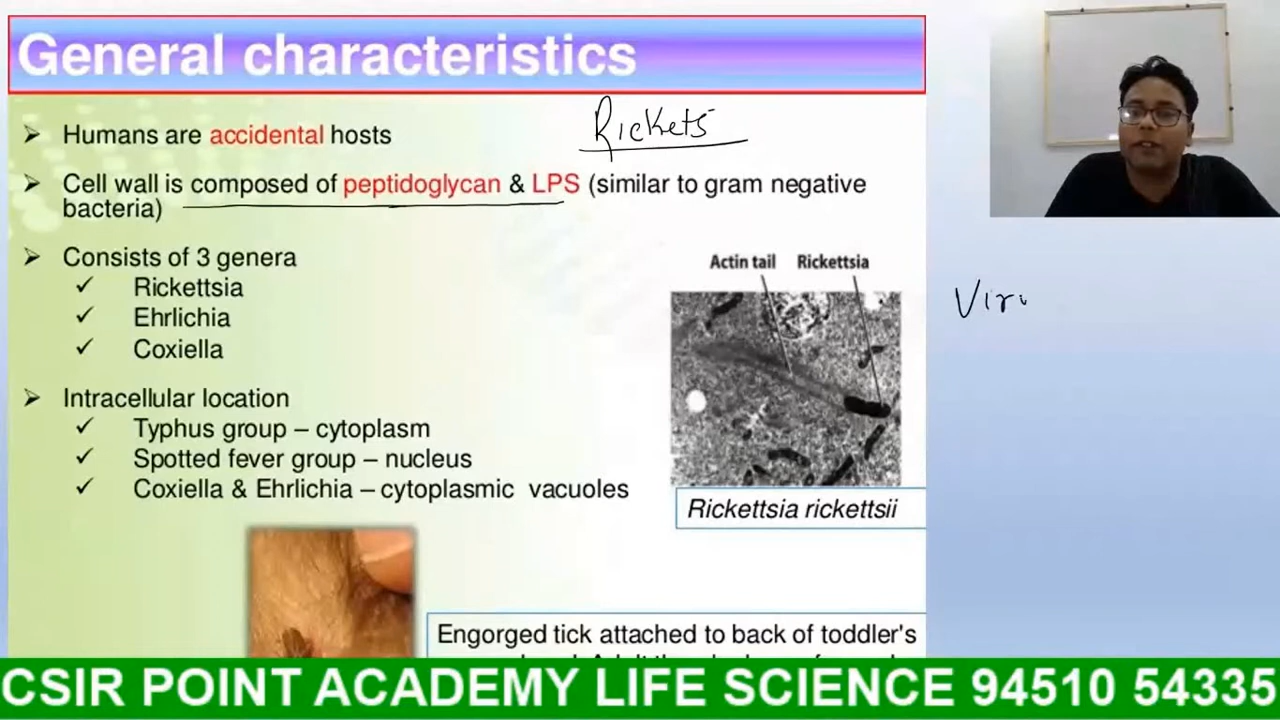 General characteristics
Rickets
Humans are accidental hosts
Cell wall is composed of peptidoglycan & LPS (similar to gram negative
bacteria)
Consists of 3 genera
Rickettsia
Ehrlichia
Coxiella
Intracellular location
Typhus group – cytoplasm
Spotted fever group – nucleus
Coxiella & Ehrlichia – cytoplasmic vacuoles
Actin tail Rickettsia
Rickettsia rickettsii
Viru
Engorged tick attached to back of toddler's
CSIR POINT ACADEMY LIFE SCIENCE 94510 54335